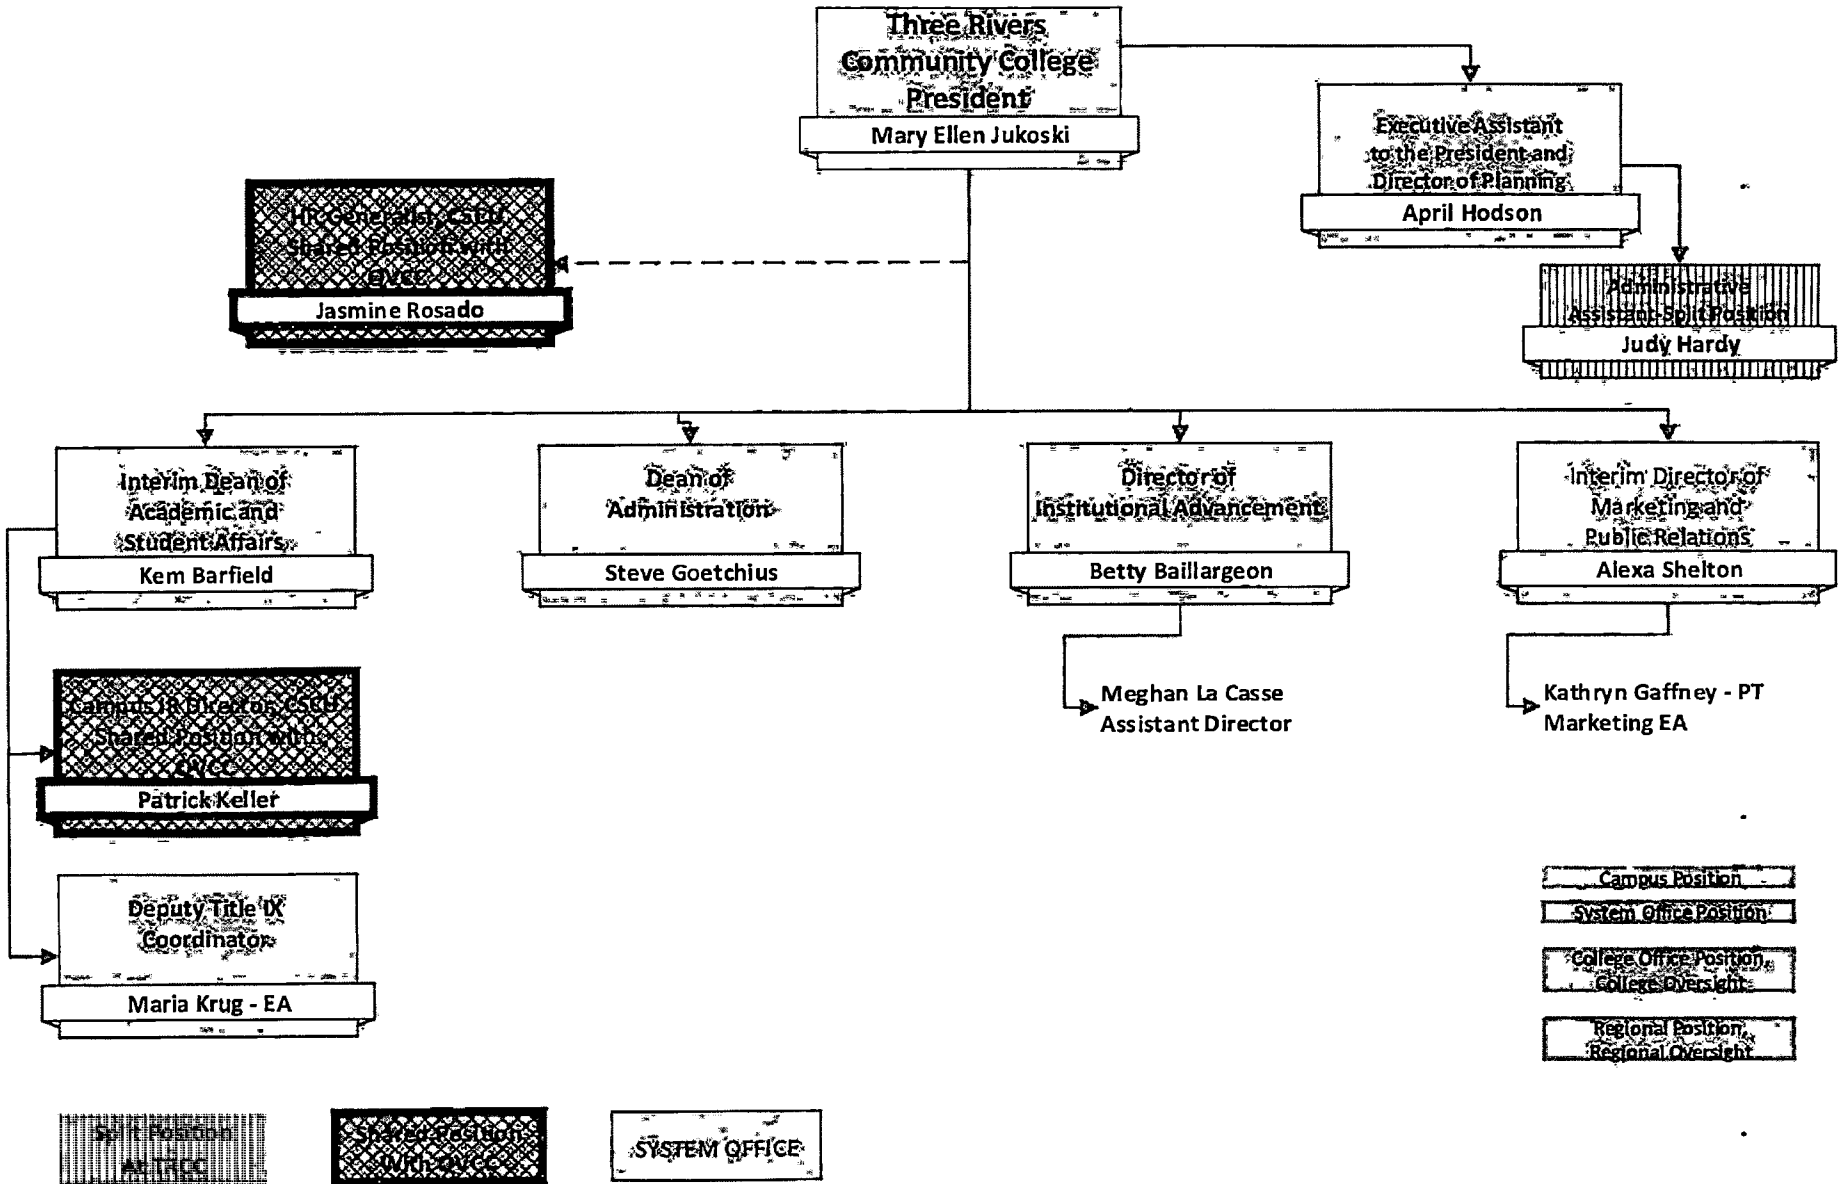 Three Rivers
Community College
President
Mary Ellen Jukoski
Executive Assistant
to the President and
Director of Planning
April Hodson
HR Generalist, CSCU
Shared Position with
QVCC
Jasmine Rosado
Administrative
Assistant-Split Position
Judy Hardy
Interim Dean of
Academic and
Student Affairs
Kem Barfield
Dean of
Administration
Steve Goetchius
Director of
Institutional Advancement
Betty Baillargeon
Interim Director of
Marketing and
Public Relations
Alexa Shelton
Meghan La Casse
Assistant Director
Kathryn Gaffney - PT
Marketing EA
Campus IR Director, CSCU
Shared Position with
QVCC
Patrick Keller
Deputy Title IX
Coordinator
Maria Krug - EA
Campus Position
System Office Position
College Office Position,
College Oversight
Regional Position,
Regional Oversight
Split Position
At TRCC
Shared Position
With QVCC
SYSTEM OFFICE